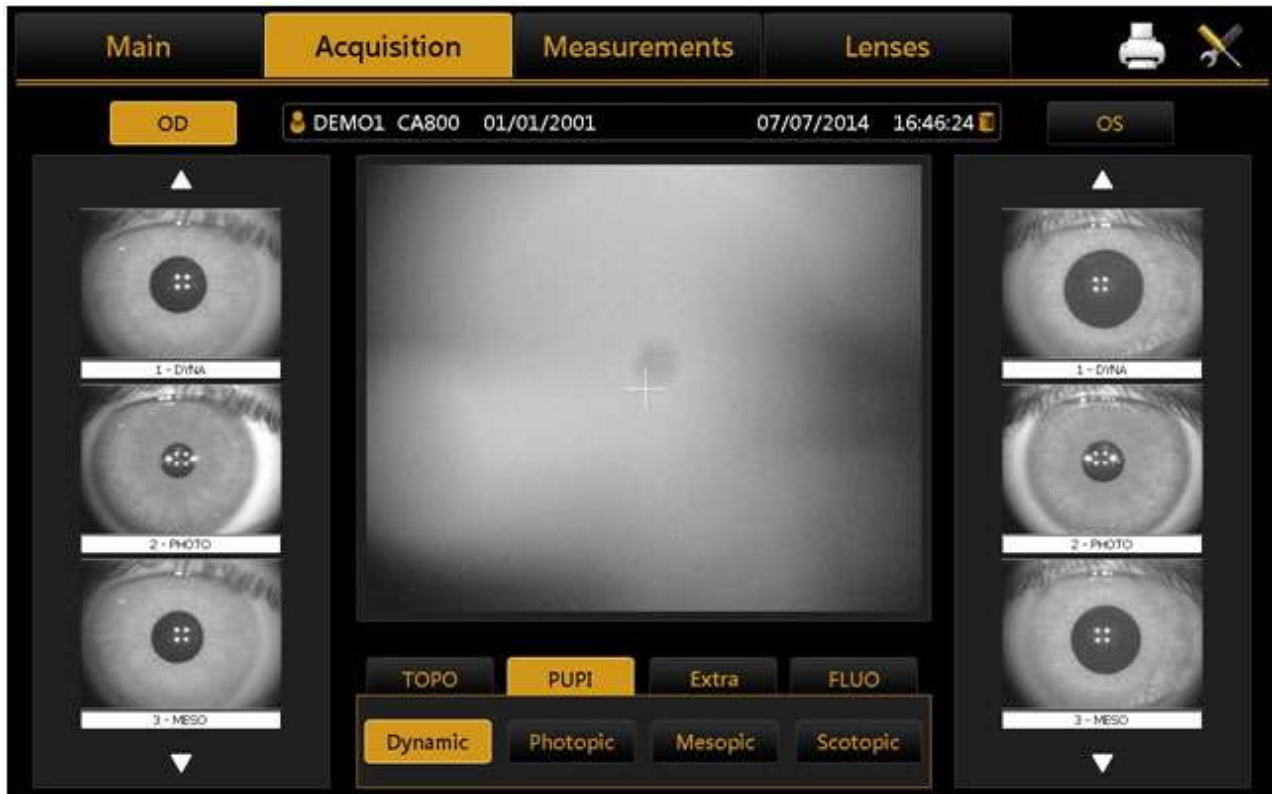 Main Acquisition Measurements Lenses
OD DEMO1 CA800 01/01/2001 07/07/2014 16:46:24 OS
1 - DYNA
2 - PHOTO
3 - MESO
1 - DYNA
2 - PHOTO
3 - MESO
TOPO PUPI Extra FLUO
Dynamic Photopic Mesopic Scotopic